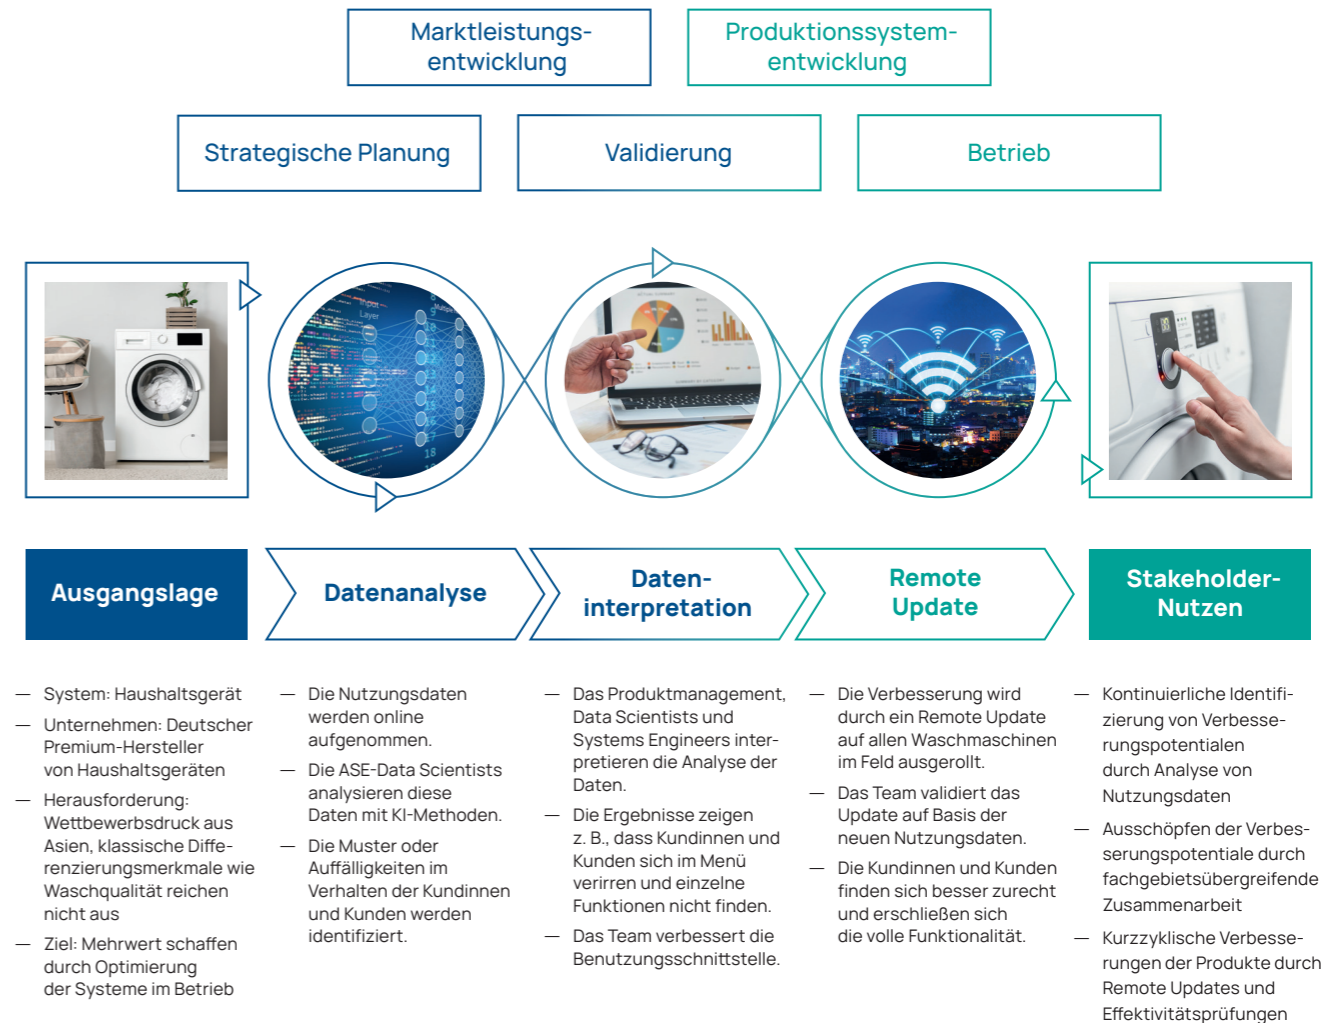 Marktleistungs-
entwicklung
Produktionssystem-
entwicklung
Strategische Planung
Validierung
Betrieb
Input
Layer
Ausgangslage
Datenanalyse
Daten-
interpretation
Remote
Update
Stakeholder-
Nutzen
— System: Haushaltsgerät
— Unternehmen: Deutscher
Premium-Hersteller
von Haushaltsgeräten
— Herausforderung:
Wettbewerbsdruck aus
Asien, klassische Diffe-
renzierungsmerkmale wie
Waschqualität reichen
nicht aus
— Ziel: Mehrwert schaffen
durch Optimierung
der Systeme im Betrieb
— Die Nutzungsdaten
werden online
aufgenommen.
— Die ASE-Data Scientists
analysieren diese
Daten mit KI-Methoden.
— Die Muster oder
Auffälligkeiten im
Verhalten der Kundinnen
und Kunden werden
identifiziert.
— Das Produktmanagement,
Data Scientists und
Systems Engineers inter-
pretieren die Analyse der
Daten.
— Die Ergebnisse zeigen
z. B., dass Kundinnen und
Kunden sich im Menü
verirren und einzelne
Funktionen nicht finden.
— Das Team verbessert die
Benutzungsschnittstelle.
— Die Verbesserung wird
durch ein Remote Update
auf allen Waschmaschinen
im Feld ausgerollt.
— Das Team validiert das
Update auf Basis der
neuen Nutzungsdaten.
— Die Kundinnen und Kunden
finden sich besser zurecht
und erschließen sich
die volle Funktionalität.
— Kontinuierliche Identifi-
zierung von Verbesse-
rungspotentialen
durch Analyse von
Nutzungsdaten
— Ausschöpfen der Verbes-
serungspotentiale durch
fachgebietsübergreifende
Zusammenarbeit
— Kurzzyklische Verbesse-
rungen der Produkte durch
Remote Updates und
Effektivitätsprüfungen